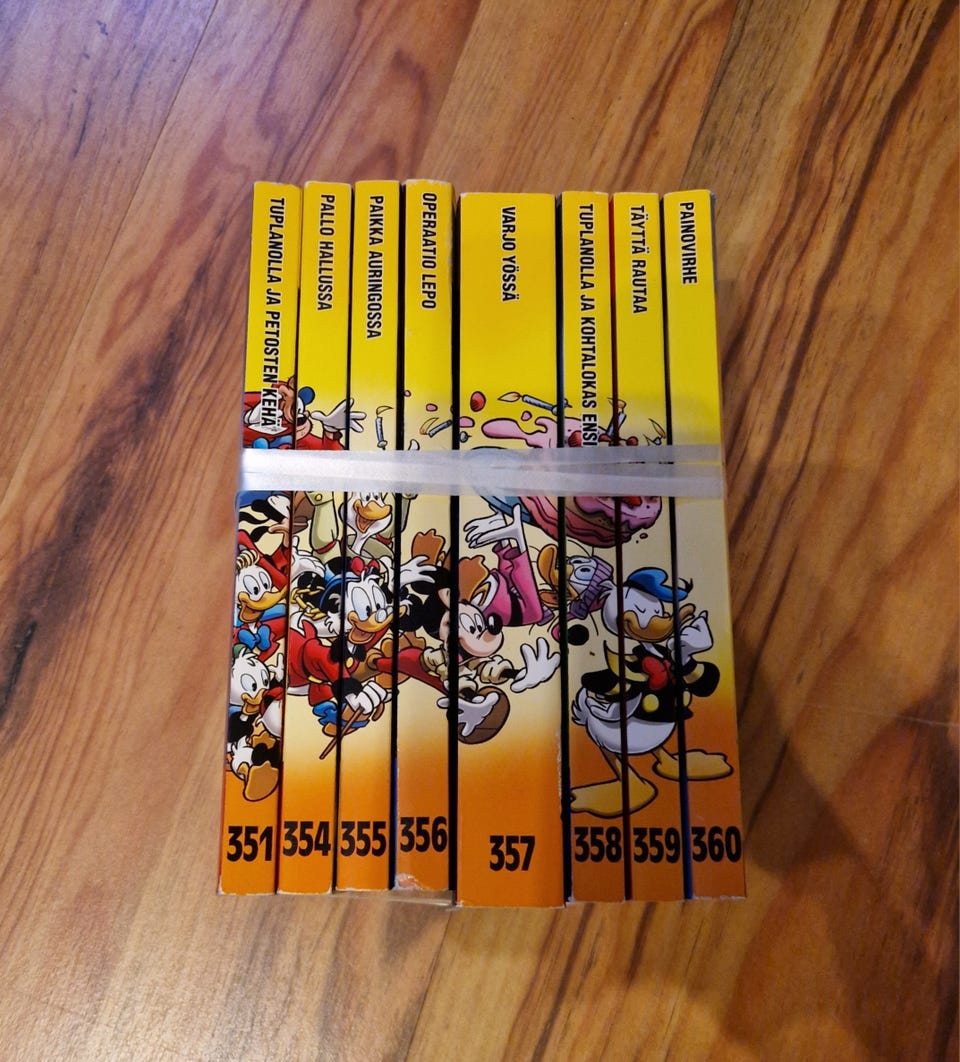 TUPLANOLLA JA PETOSTEN KEHÄ
351
PALLO HALLUSSA
354
PAIKKA AURINGOSSA
355
OPERAATIO LEPO
356
VARJO YÖSSÄ
357
TUPLANOLLA JA KOHTALOKAS
358
TÄYTTÄ RAUTAA
359
PAINOVIRHE
360